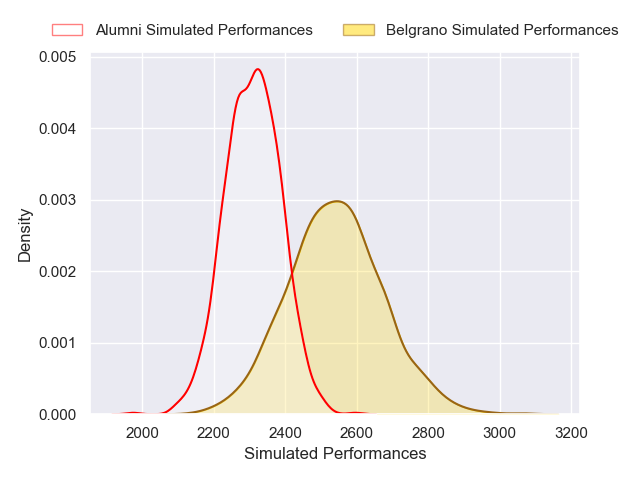 Alumni Simulated Performances Belgrano Simulated Performances
0.005
0.004
0.003
0.002
0.001
0.000
Density
2000 2200 2400 2600 2800 3000 3200
Simulated Performances